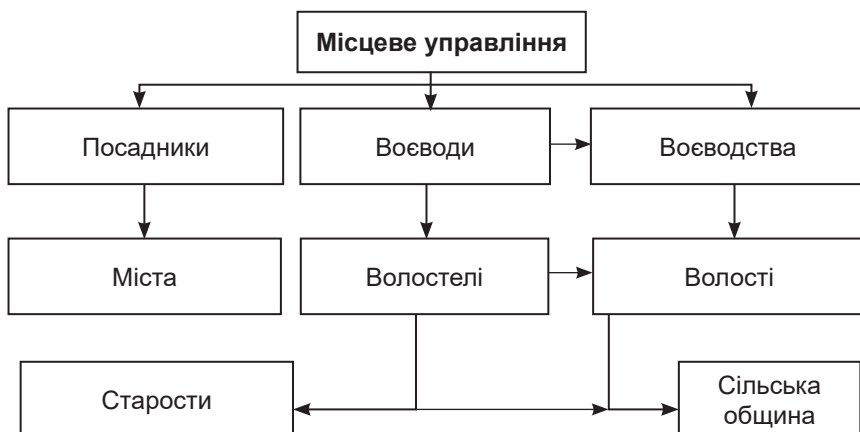 Місцеве управління
Посадники
Воєводи
Воєводства
Міста
Волостелі
Волості
Старости
Сільська
община